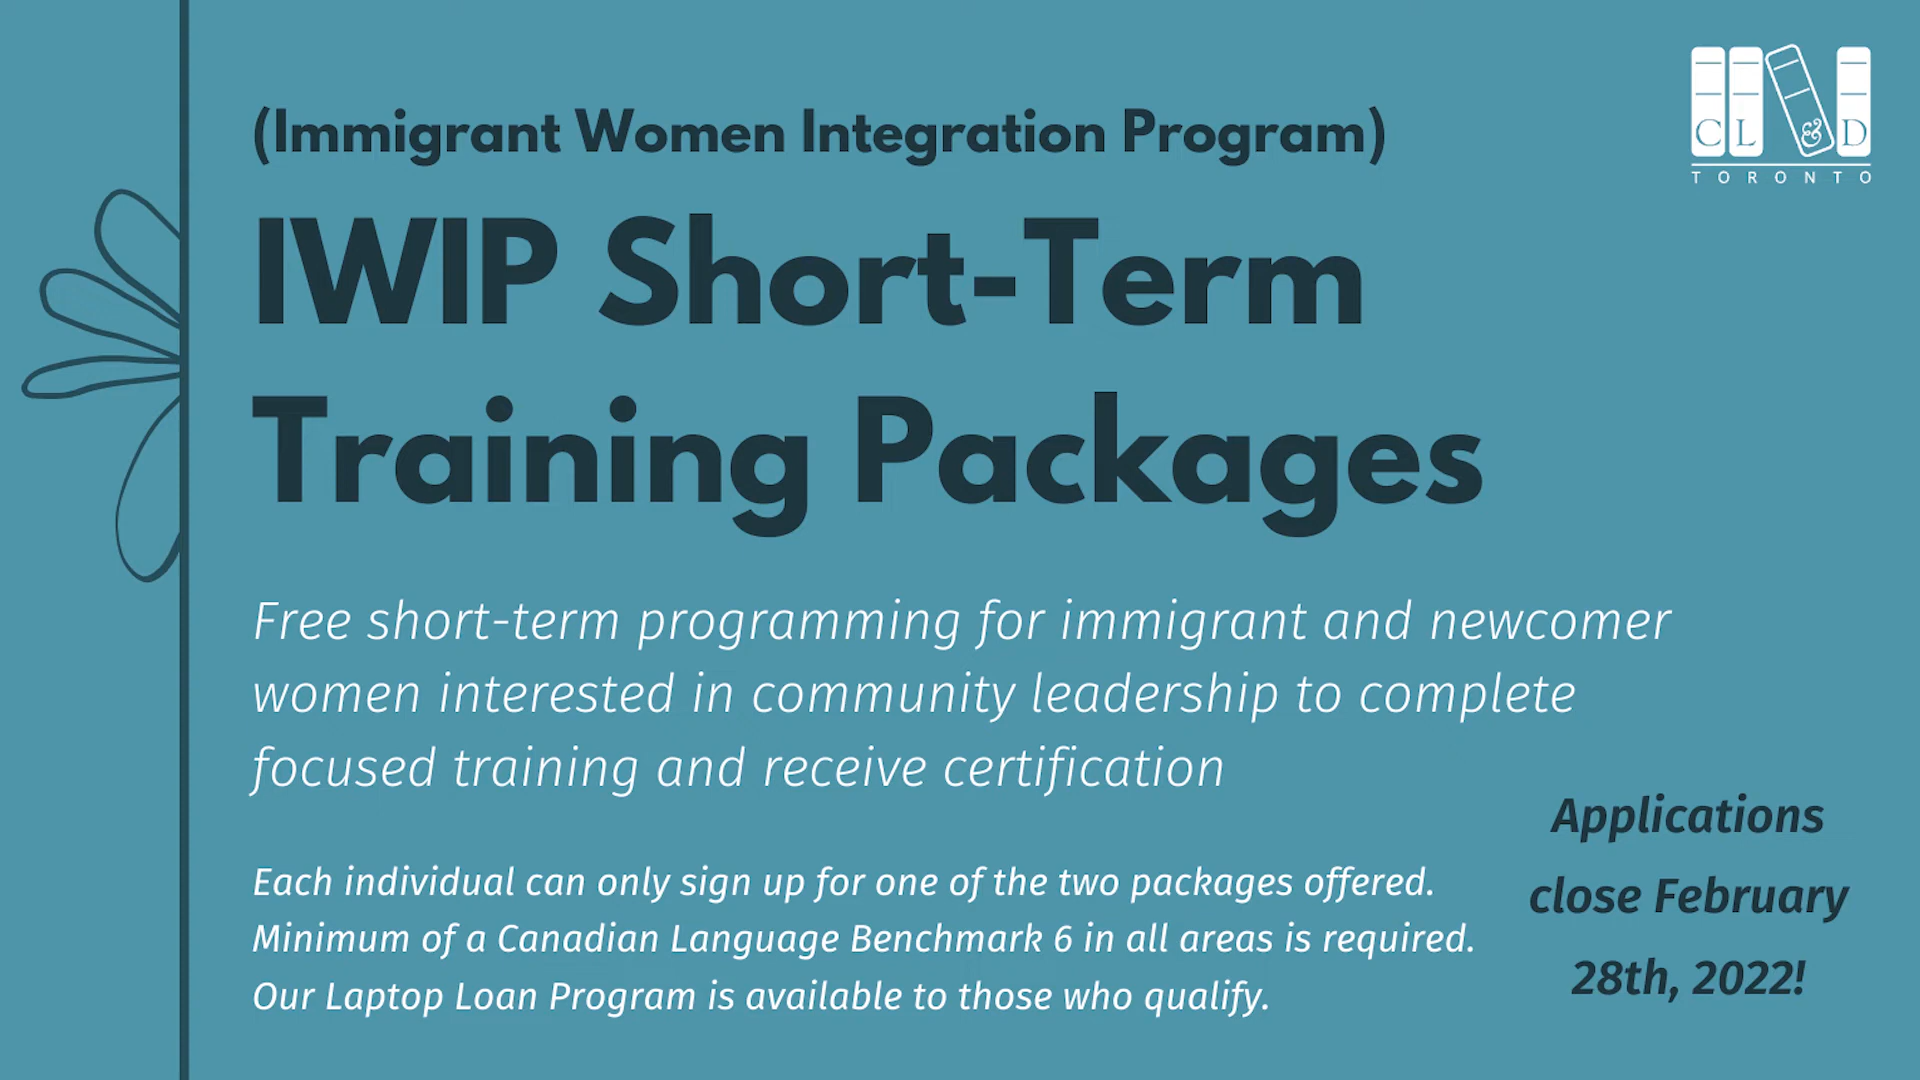 CL&D
TORONTO
(Immigrant Women Integration Program)
IWIP Short-Term
Training Packages
Free short-term programming for immigrant and newcomer
women interested in community leadership to complete
focused training and receive certification
Each individual can only sign up for one of the two packages offered.
Minimum of a Canadian Language Benchmark 6 in all areas is required.
Our Laptop Loan Program is available to those who qualify.
Applications
close February
28th, 2022!